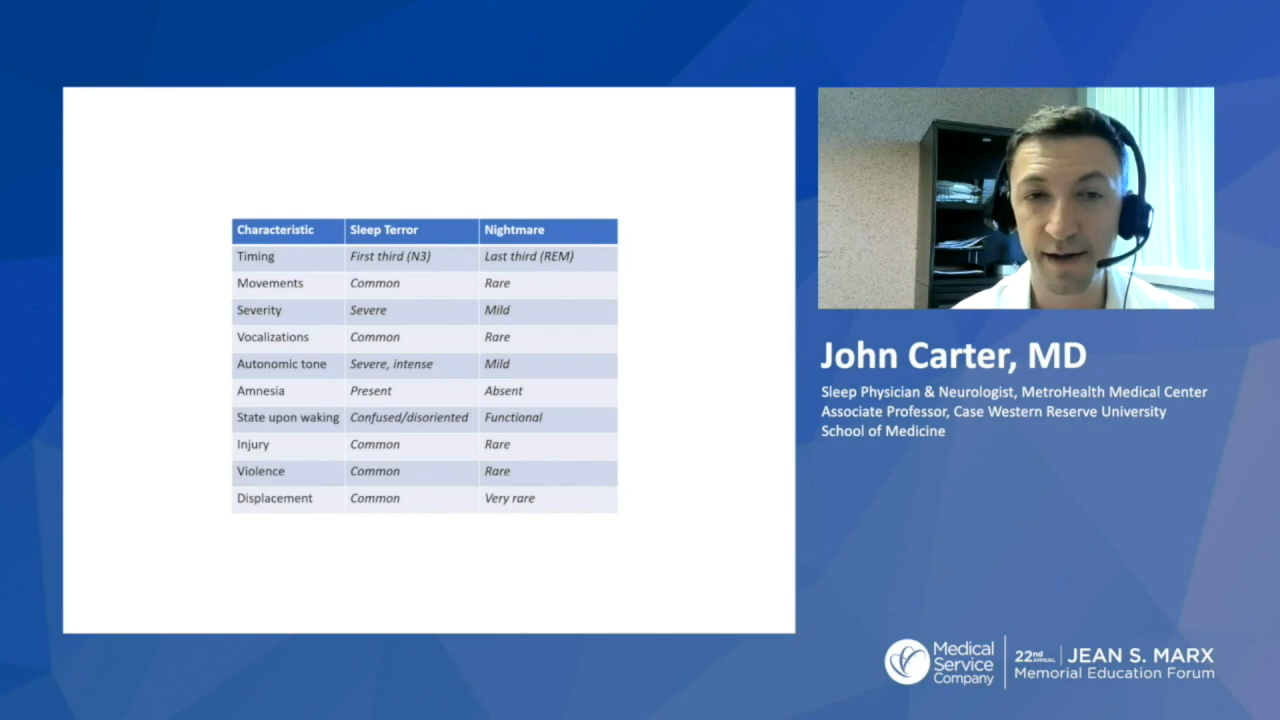 Characteristic Sleep Terror Nightmare
Timing First third (N3) Last third (REM)
Movements Common Rare
Severity Severe Mild
Vocalizations Common Rare
Autonomic tone Severe, intense Mild
Amnesia Present Absent
State upon waking Confused/disoriented Functional
Injury Common Rare
Violence Common Rare
Displacement Common Very rare
John Carter, MD
Sleep Physician & Neurologist, MetroHealth Medical Center
Associate Professor, Case Western Reserve University
School of Medicine
Medical
Service
Company
22nd ANNUAL JEAN S. MARX
Memorial Education Forum